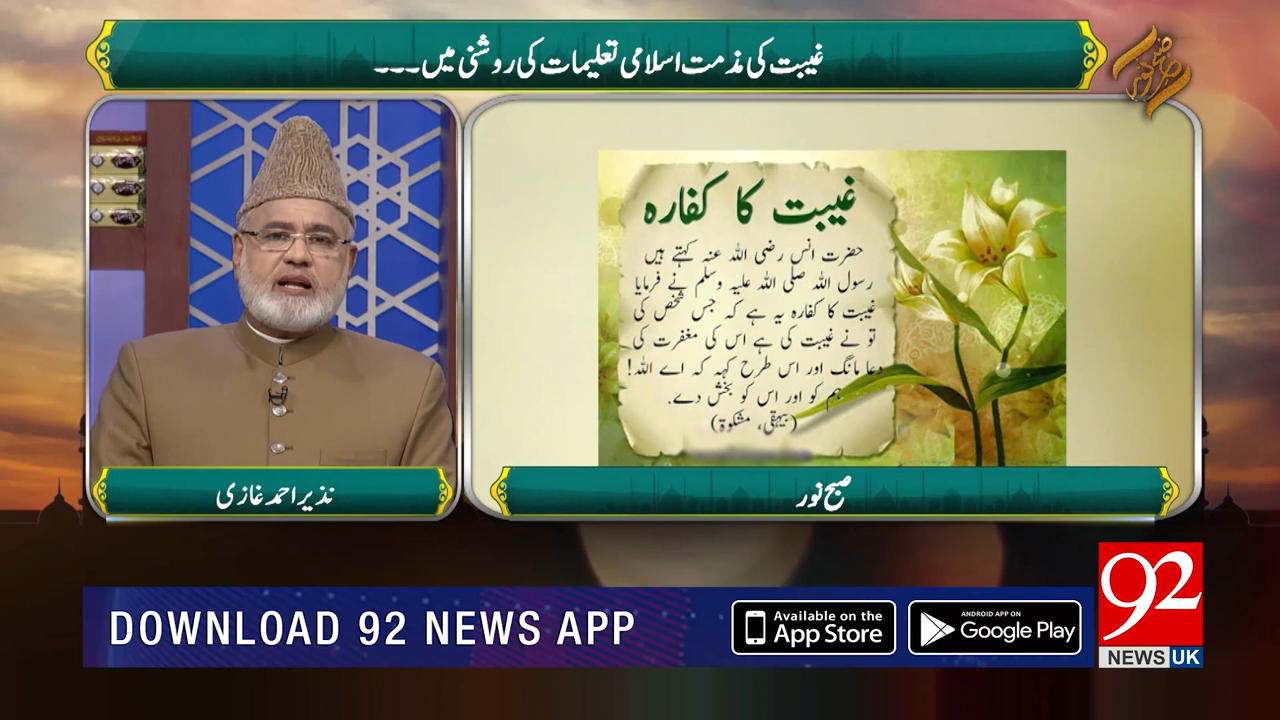 غیبت کی مذمت اسلامی تعلیمات کی روشنی میں۔۔۔
غیبت کا کفارہ
حضرت انس رضی اللہ عنہ کہتے ہیں
رسول اللہ صلی اللہ علیہ وسلم نے فرمایا
غیبت کا کفارہ یہ ہے کہ جس شخص کی
تو نے غیبت کی ہے اس کی مغفرت کی
دعا مانگ اور اس طرح کہہ کہ اے اللہ!
ہم کو اور اس کو بخش دے.
(بیہقی، مشکوۃ)
نذیر احمد غازی
صبح نور
DOWNLOAD 92 NEWS APP
Available on the
App Store
ANDROID APP ON
Google Play
92
NEWS UK